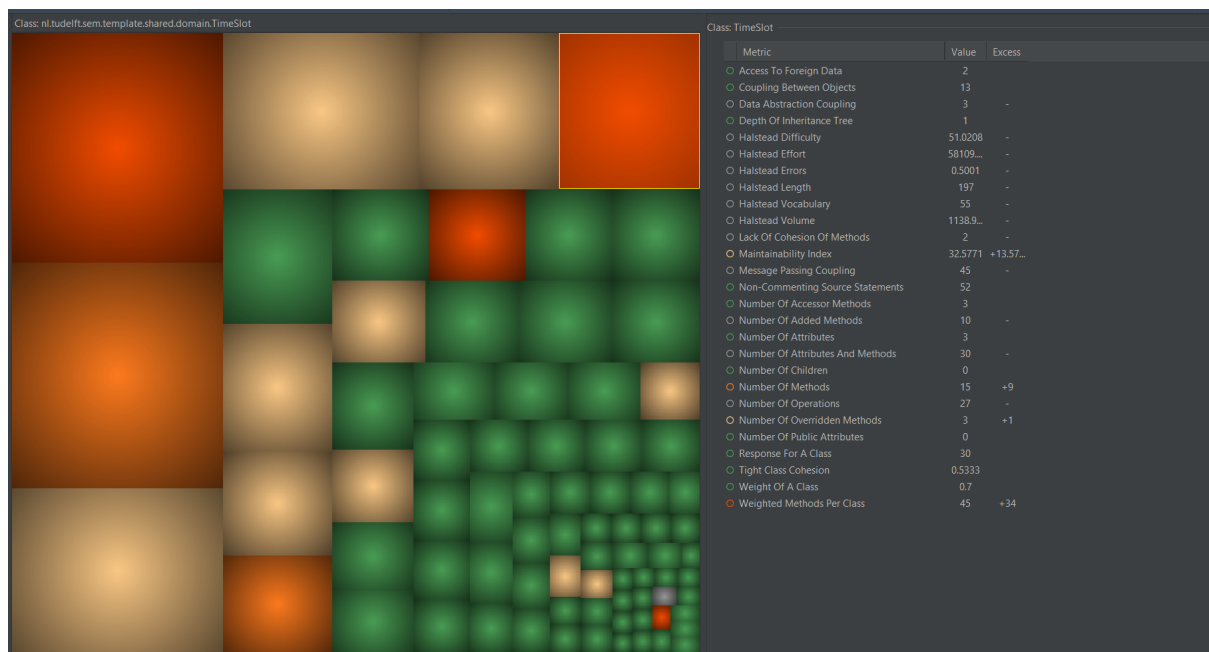 Class: nl.tudelft.sem.template.shared.domain.TimeSlot
Class: TimeSlot
Metric Value Excess
Access To Foreign Data 2
Coupling Between Objects 13
Data Abstraction Coupling 3 -
Depth Of Inheritance Tree 1
Halstead Difficulty 51.0208 -
Halstead Effort 58109... -
Halstead Errors 0.5001 -
Halstead Length 197 -
Halstead Vocabulary 55 -
Halstead Volume 1138.9... -
Lack Of Cohesion Of Methods 2 -
Maintainability Index 32.5771 +13.57...
Message Passing Coupling 45 -
Non-Commenting Source Statements 52
Number Of Accessor Methods 3
Number Of Added Methods 10 -
Number Of Attributes 3
Number Of Attributes And Methods 30 -
Number Of Children 0
Number Of Methods 15 +9
Number Of Operations 27 -
Number Of Overridden Methods 3 +1
Number Of Public Attributes 0
Response For A Class 30
Tight Class Cohesion 0.5333
Weight Of A Class 0.7
Weighted Methods Per Class 45 +34